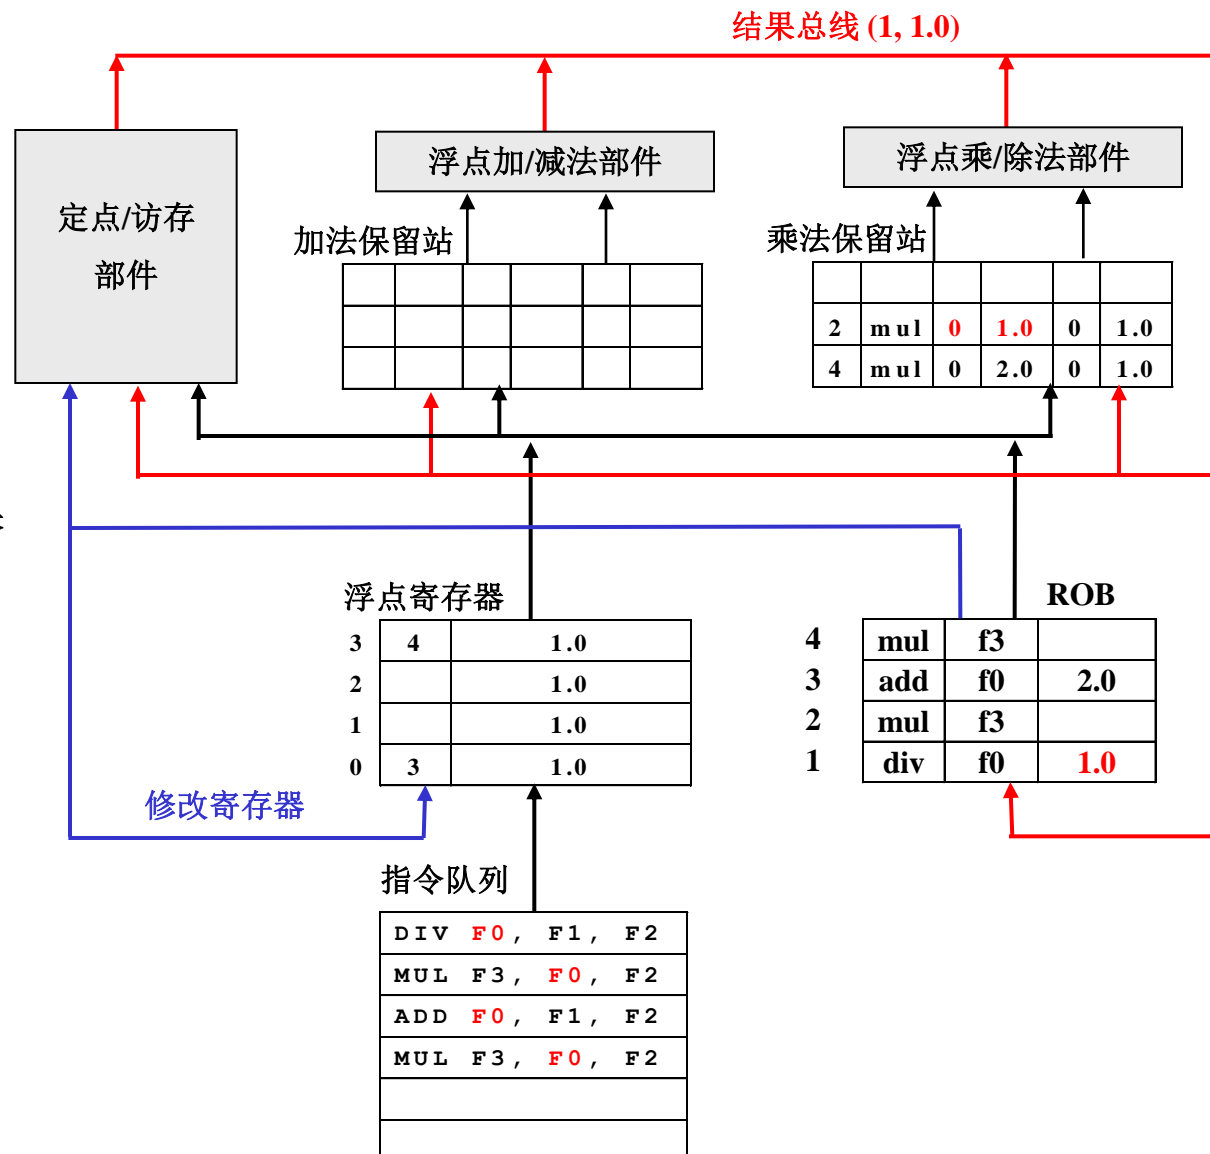 结果总线 (1, 1.0)
定点/访存
部件
浮点加/减法部件
浮点乘/除法部件
加法保留站
乘法保留站
2 mul 0 1.0 0 1.0
4 mul 0 2.0 0 1.0
浮点寄存器
ROB
3 4 1.0
2 1.0
1 1.0
0 3 1.0
4 mul f3
3 add f0 2.0
2 mul f3
1 div f0 1.0
修改寄存器
指令队列
DIV F0, F1, F2
MUL F3, F0, F2
ADD F0, F1, F2
MUL F3, F0, F2